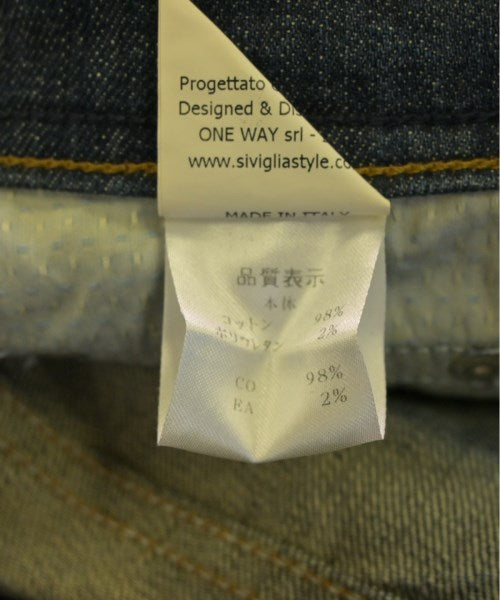 Progettato
Designed &
ONE WAY srl -
www.sivigliastyle.co
MADE IN ITALY
品質表示
本体
コットン 98%
ポリウレタン 2%
CO 98%
EA 2%